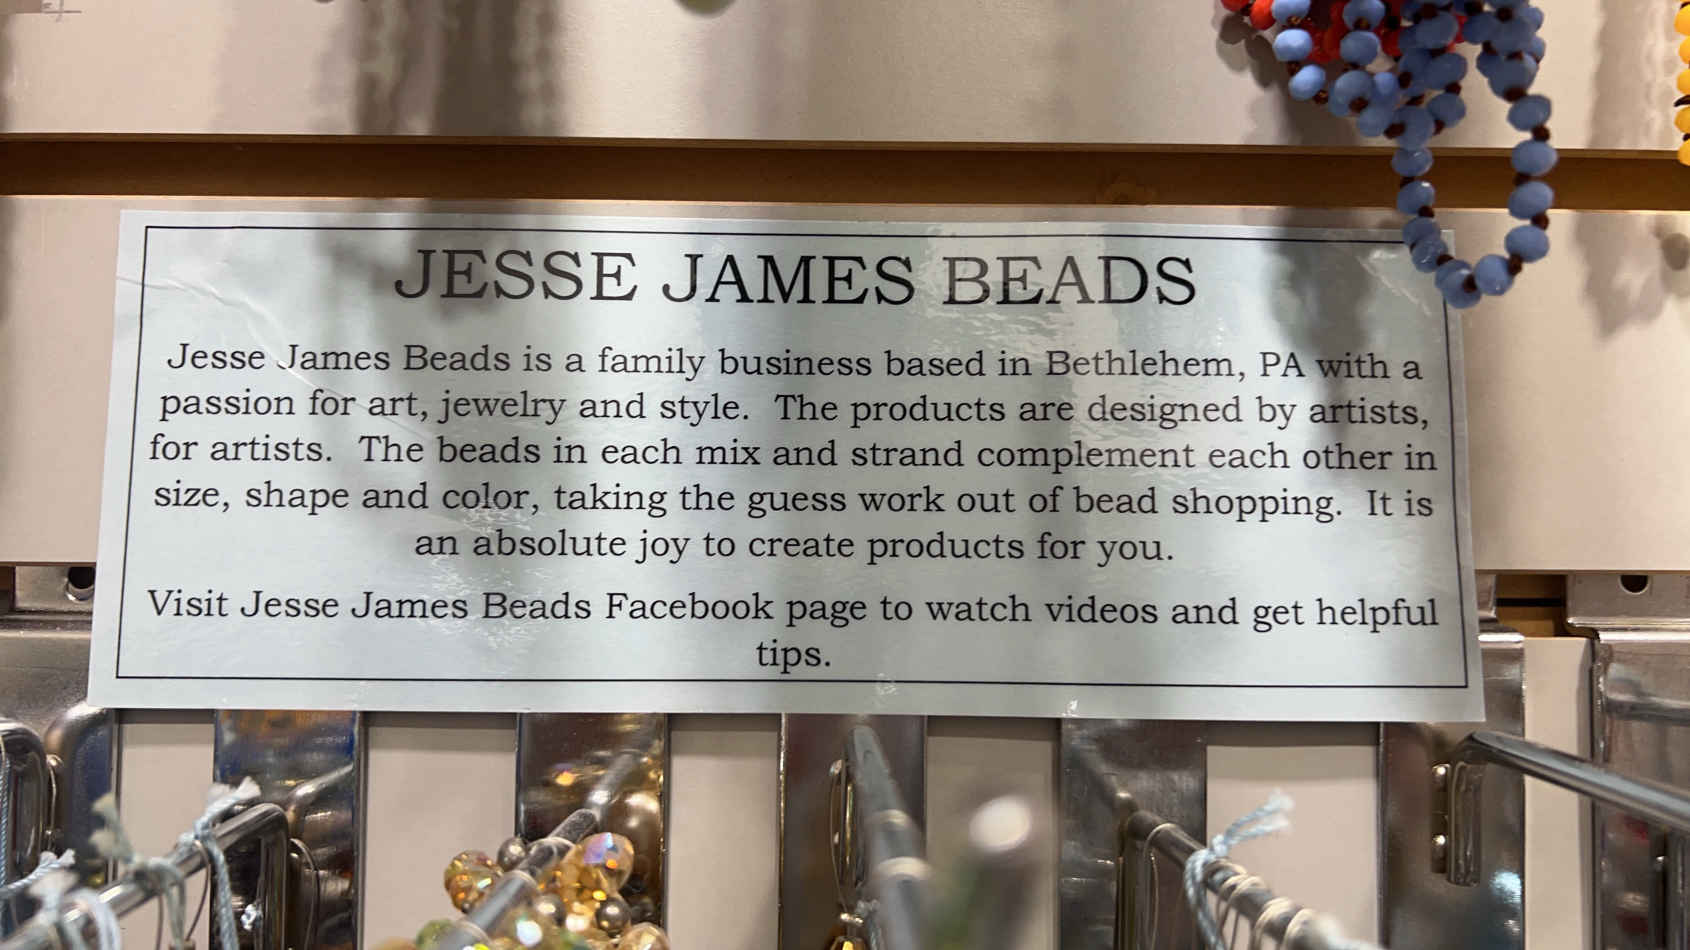 JESSE JAMES BEADS
Jesse James Beads is a family business based in Bethlehem, PA with a
passion for art, jewelry and style.  The products are designed by artists,
for artists.  The beads in each mix and strand complement each other in
size, shape and color, taking the guess work out of bead shopping.  It is
an absolute joy to create products for you.
Visit Jesse James Beads Facebook page to watch videos and get helpful
tips.